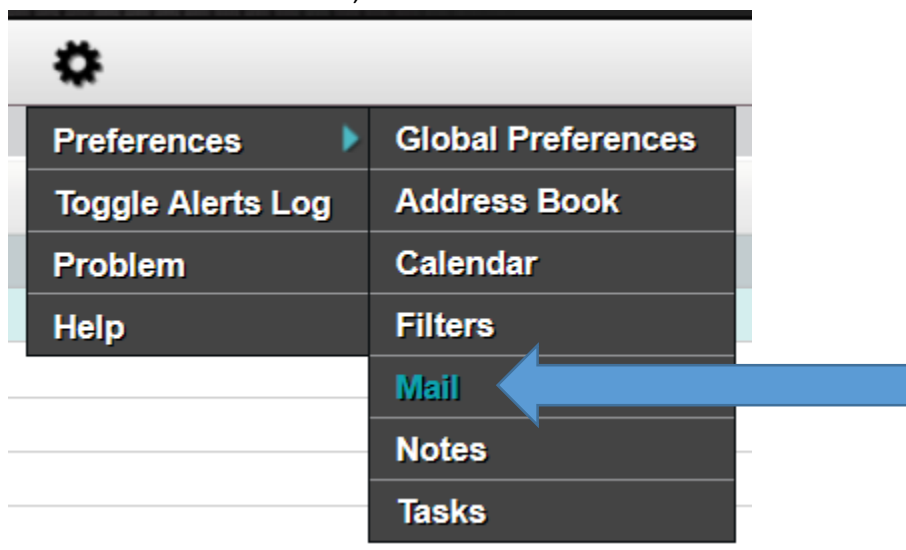 Preferences
Toggle Alerts Log
Problem
Help
Global Preferences
Address Book
Calendar
Filters
Mail
Notes
Tasks